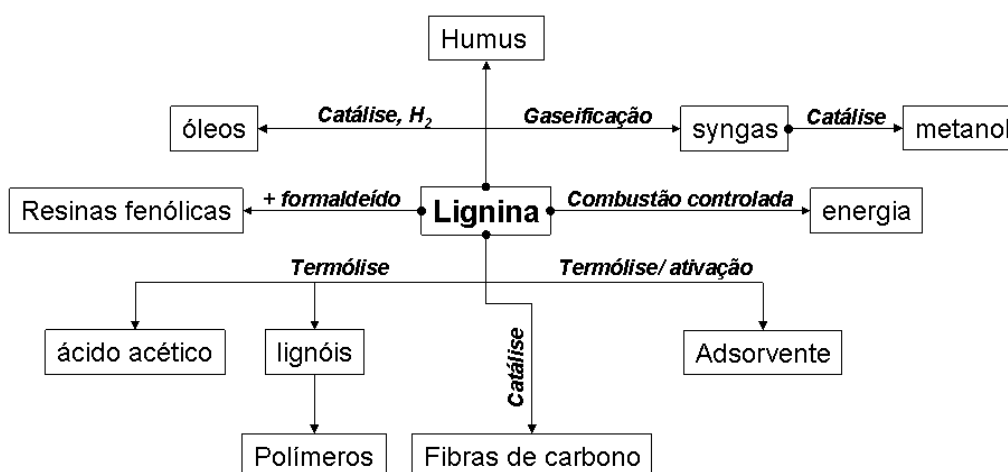 Humus
óleos
Catálise, H2
Gaseificação
syngas
Catálise
metanol
Resinas fenólicas
+ formaldeído
Lignina
Combustão controlada
energia
Termólise
Termólise/ ativação
ácido acético
lignóis
Catálise
Adsorvente
Polímeros
Fibras de carbono